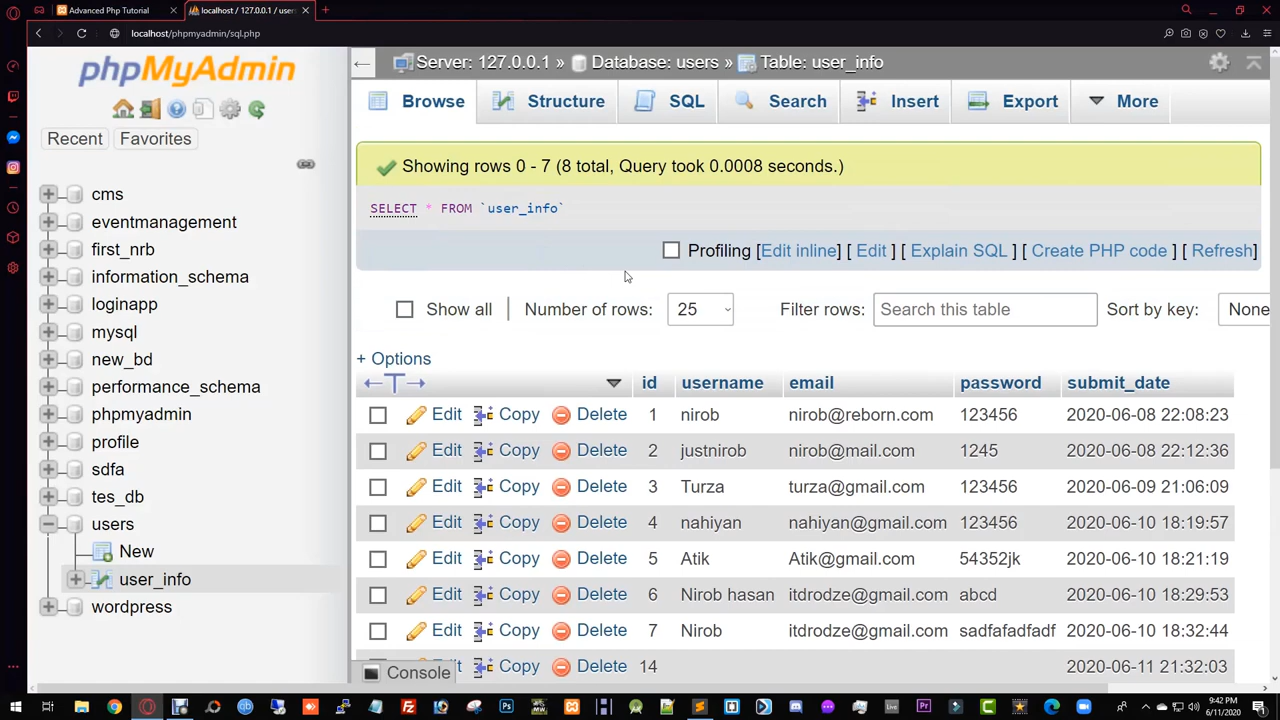 Advanced Php Tutorial
localhost / 127.0.0.1 / user
localhost/phpmyadmin/sql.php
phpMyAdmin
Recent
Favorites
cms
eventmanagement
first_nrb
information_schema
loginapp
mysql
new_bd
performance_schema
phpmyadmin
profile
sdfa
tes_db
users
New
user_info
wordpress
Server: 127.0.0.1 » Database: users » Table: user_info
Browse Structure SQL Search Insert Export More
Showing rows 0 - 7 (8 total, Query took 0.0008 seconds.)
SELECT * FROM `user_info`
Profiling [Edit inline] [ Edit ] [ Explain SQL ] [ Create PHP code ] [ Refresh]
Show all | Number of rows: 25 Filter rows: Search this table Sort by key: None
+ Options
←T→ id username email password submit_date
Edit Copy Delete 1 nirob nirob@reborn.com 123456 2020-06-08 22:08:23
Edit Copy Delete 2 justnirob nirob@mail.com 1245 2020-06-08 22:12:36
Edit Copy Delete 3 Turza turza@gmail.com 123456 2020-06-09 21:06:09
Edit Copy Delete 4 nahiyan nahiyan@gmail.com 123456 2020-06-10 18:19:57
Edit Copy Delete 5 Atik Atik@gmail.com 54352jk 2020-06-10 18:21:19
Edit Copy Delete 6 Nirob hasan itdrodze@gmail.com abcd 2020-06-10 18:29:53
Edit Copy Delete 7 Nirob itdrodze@gmail.com sadfafadfadf 2020-06-10 18:32:44
Copy Delete 14 2020-06-11 21:32:03
Console
9:42 PM
6/11/2020